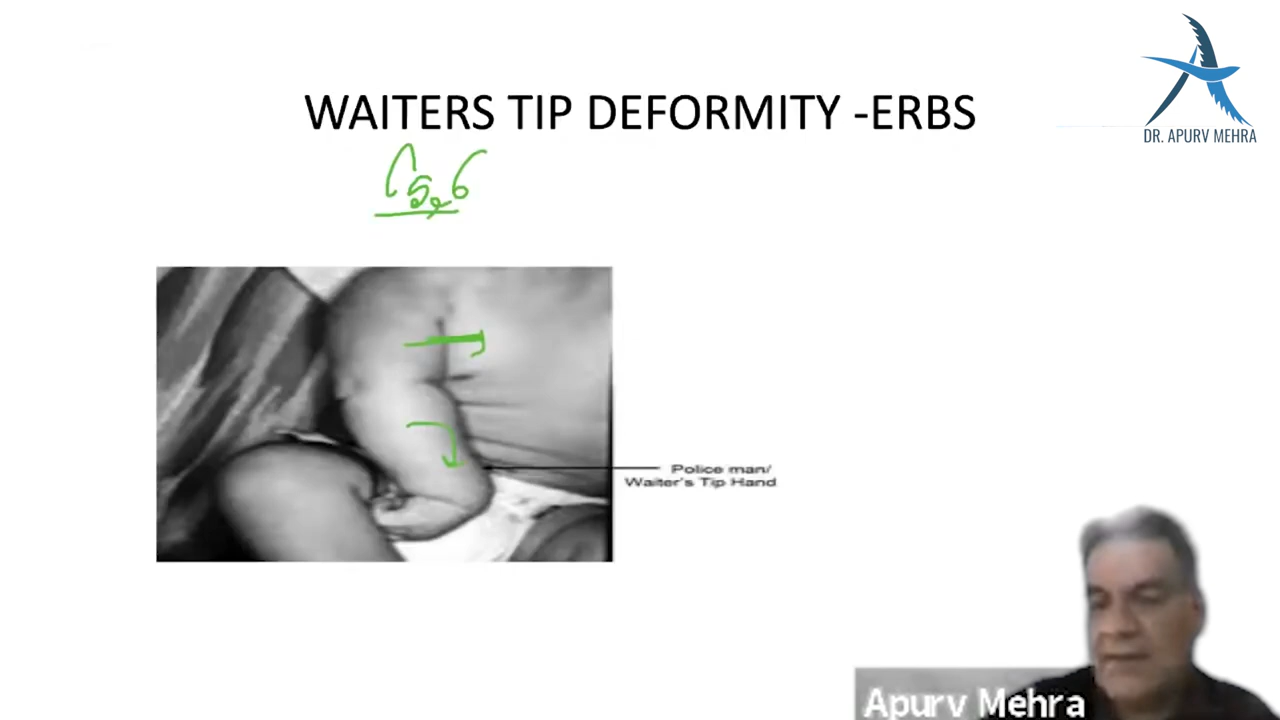 WAITERS TIP DEFORMITY -ERBS
DR. APURV MEHRA
C5,6
Police man/
Waiter's Tip Hand
Apurv Mehra